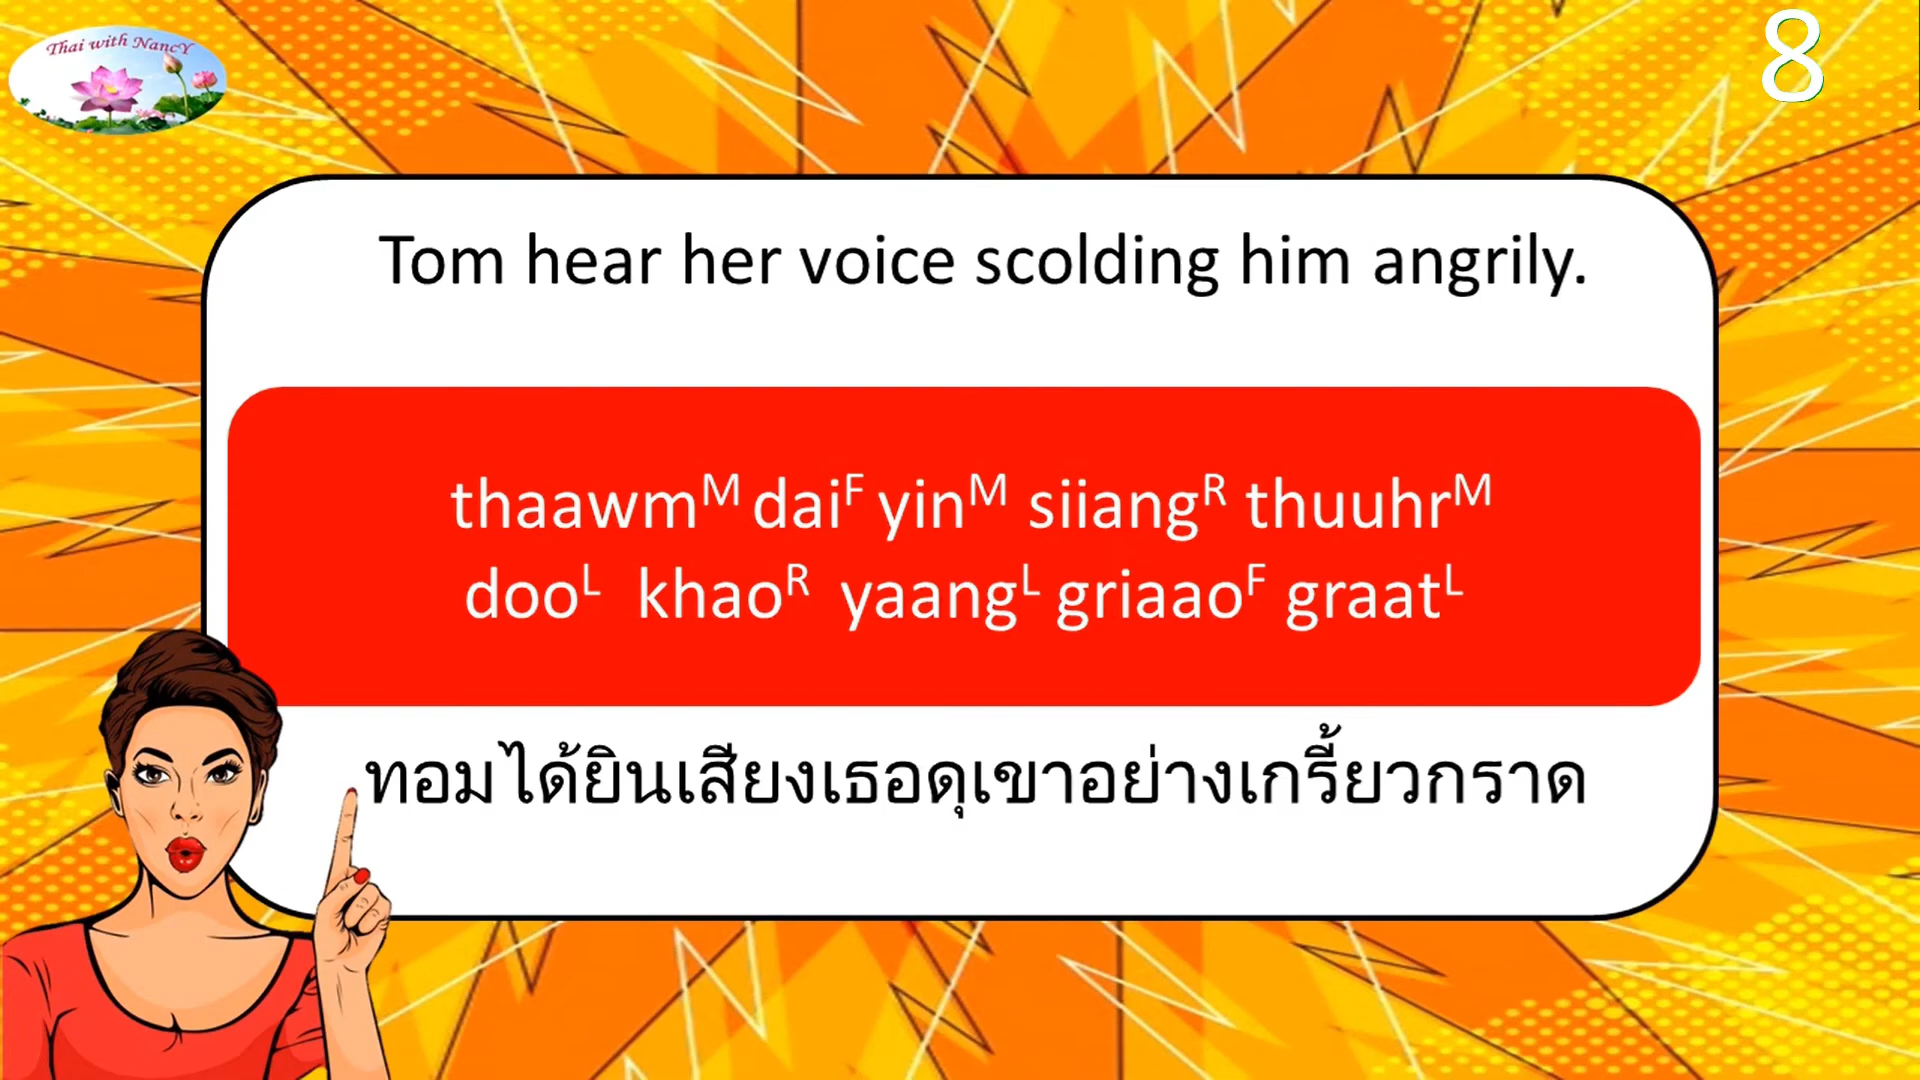 Thai with NancY
8
Tom hear her voice scolding him angrily.
thaawmᴹ daiF yinᴹ siiangᴿ thuuhrᴹ
dooᴸ khaoᴿ yaangᴸ griaaoF graatᴸ
ทอมได้ยินเสียงเธอดุเขาอย่างเกรี้ยวกราด